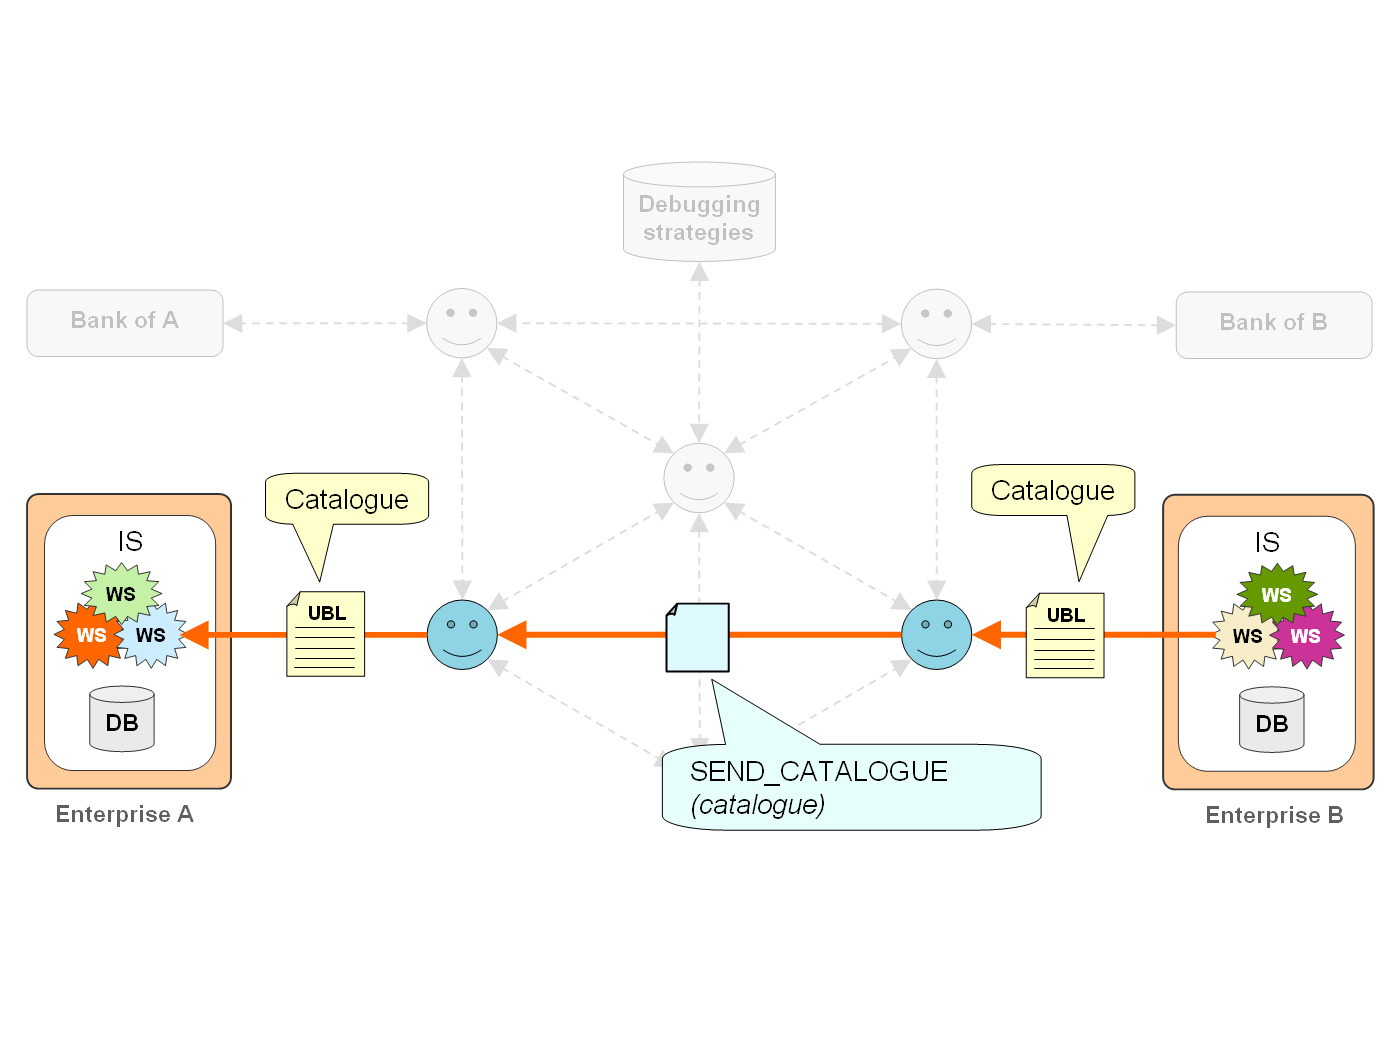 Debugging
strategies
Bank of A
Bank of B
Catalogue
Catalogue
IS
WS
WS
WS
DB
Enterprise A
UBL
UBL
IS
WS
WS
WS
DB
Enterprise B
SEND_CATALOGUE
(catalogue)